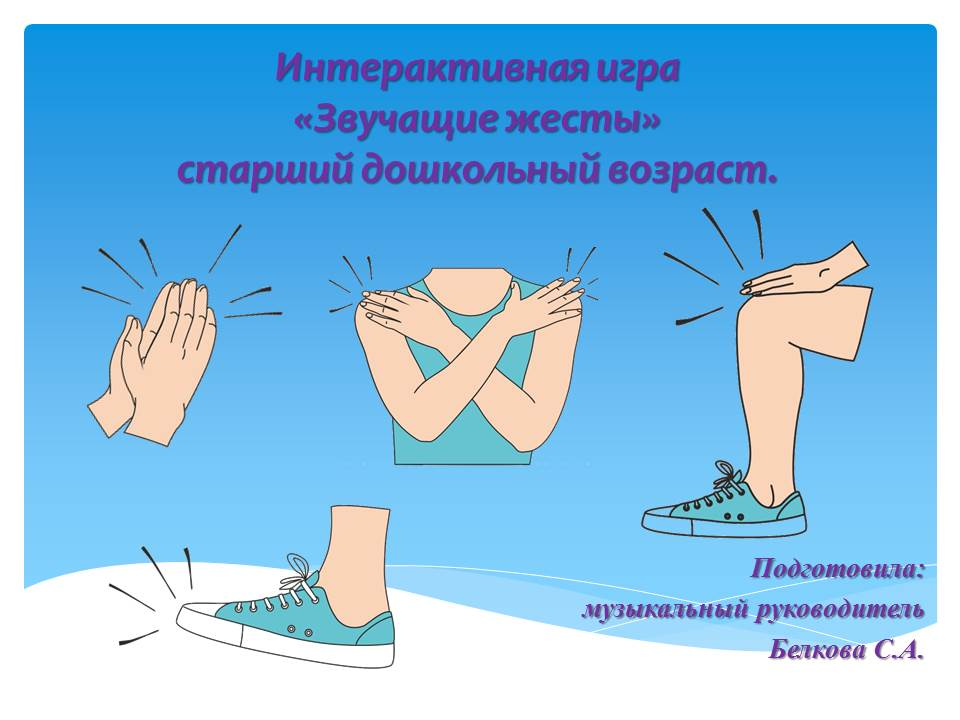 Интерактивная игра
«Звучащие жесты»
старший дошкольный возраст.
Подготовила:
музыкальный руководитель
Белкова С.А.